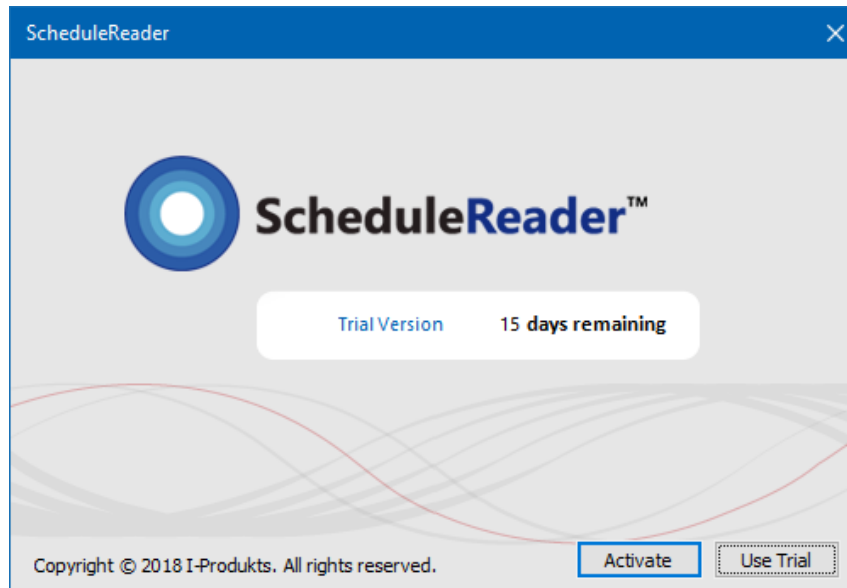 ScheduleReader
ScheduleReader™
Trial Version 15 days remaining
Copyright © 2018 I-Produkts. All rights reserved.
Activate Use Trial